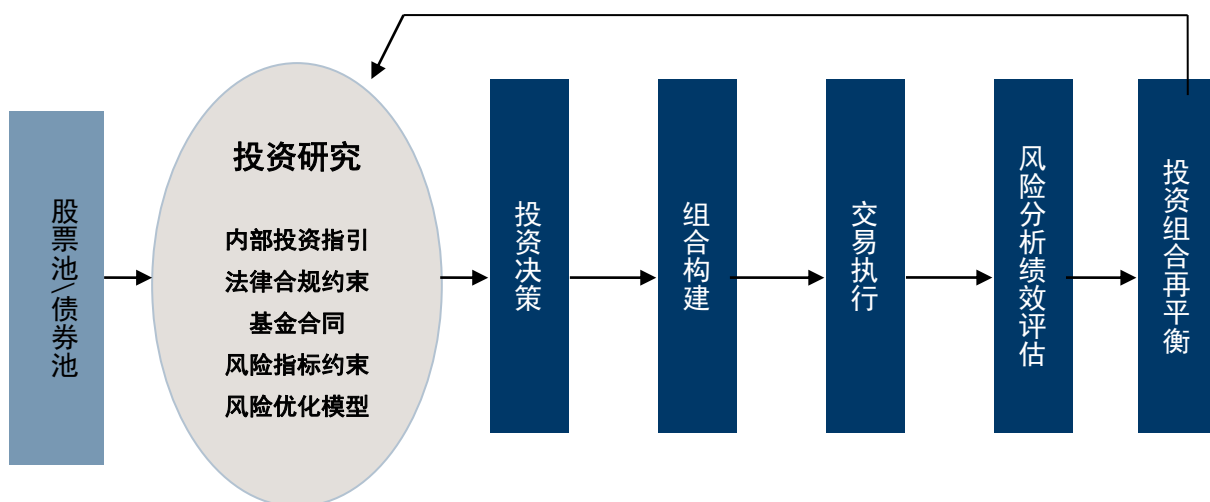 股票池/债券池
投资研究
内部投资指引
法律合规约束
基金合同
风险指标约束
风险优化模型
投资决策
组合构建
交易执行
风险分析绩效评估
投资组合再平衡